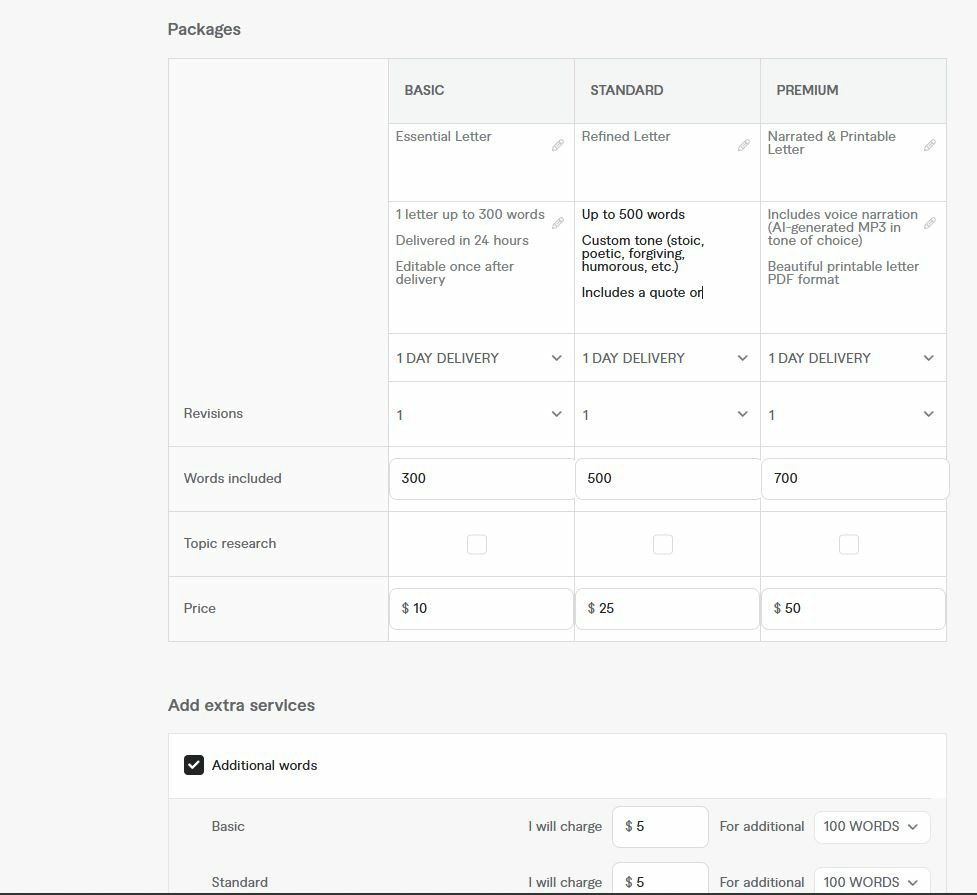 Packages
BASIC
STANDARD
PREMIUM
Essential Letter
Refined Letter
Narrated & Printable
Letter
1 letter up to 300 words
Delivered in 24 hours
Editable once after
delivery
Up to 500 words
Custom tone (stoic,
poetic, forgiving,
humorous, etc.)
Includes a quote or
Includes voice narration
(AI-generated MP3 in
tone of choice)
Beautiful printable letter
PDF format
1 DAY DELIVERY
1 DAY DELIVERY
1 DAY DELIVERY
Revisions
1
1
1
Words included
300
500
700
Topic research
Price
$ 10
$ 25
$ 50
Add extra services
Additional words
Basic
I will charge
$ 5
For additional
100 WORDS
Standard
I will charge
$ 5
For additional
100 WORDS